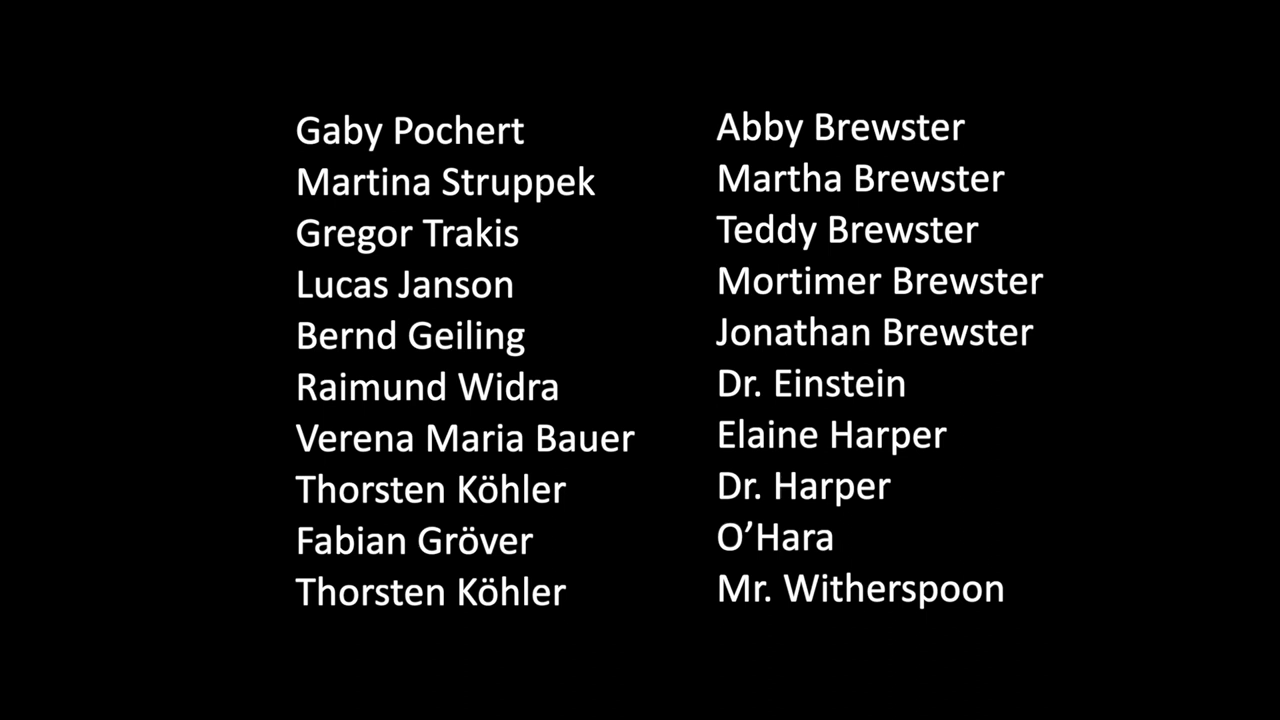 Gaby Pochert Abby Brewster
Martina Struppek Martha Brewster
Gregor Trakis Teddy Brewster
Lucas Janson Mortimer Brewster
Bernd Geiling Jonathan Brewster
Raimund Widra Dr. Einstein
Verena Maria Bauer Elaine Harper
Thorsten Köhler Dr. Harper
Fabian Gröver O’Hara
Thorsten Köhler Mr. Witherspoon